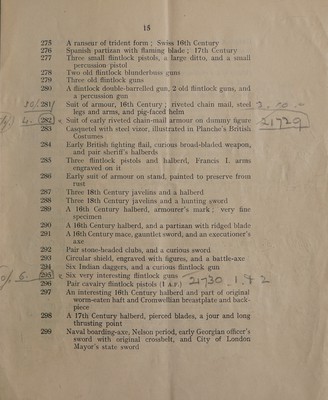 15
275 A ranseur of trident form ; Swiss 16th Century
276 Spanish partizan with flaming blade ; 17th Century
277 Three small flintlock pistols, a large ditto, and a small
percussion pistol
278 Two old flintlock blunderbuss guns
279 Three old flintlock guns
280 A flintlock double-barrelled gun, 2 old flintlock guns, and
a percussion gun
281 Suit of armour, 16th Century ; riveted chain mail, steel
legs and arms, and pig-faced helm
282 Suit of early riveted chain-mail armour on dummy figure
21729
283 Casquetel with steel vizor, illustrated in Planche's British
Costumes
284 Early British fighting flail, curious broad-bladed weapon,
and pair sheriff's halberds
285 Three flintlock pistols and halberd, Francis I. arms
engraved on it
286 Early suit of armour on stand, painted to preserve from
rust
287 Three 18th Century javelins and a halberd
288 Three 18th Century javelins and a hunting sword
289 A 16th Century halberd, armourer's mark ; very fine
specimen
290 A 16th Century halberd, and a partizan with ridged blade
291 A 16th Century mace, gauntlet sword, and an executioner's
axe
292 Pair stone-headed clubs, and a curious sword
293 Circular shield, engraved with figures, and a battle-axe
294 Six Indian daggers, and a curious flintlock gun
295 Six very interesting flintlock guns
21730 . 1 . & 2
296 Pair cavalry flintlock pistols (1 A.F.)
297 An interesting 16th Century halberd and part of original
worm-eaten haft and Cromwellian breastplate and back-
piece
298 A 17th Century halberd, pierced blades, a jour and long
thrusting point
299 Naval boarding-axe, Nelson period, early Georgian officer's
sword with original crossbelt, and City of London
Mayor's state sword